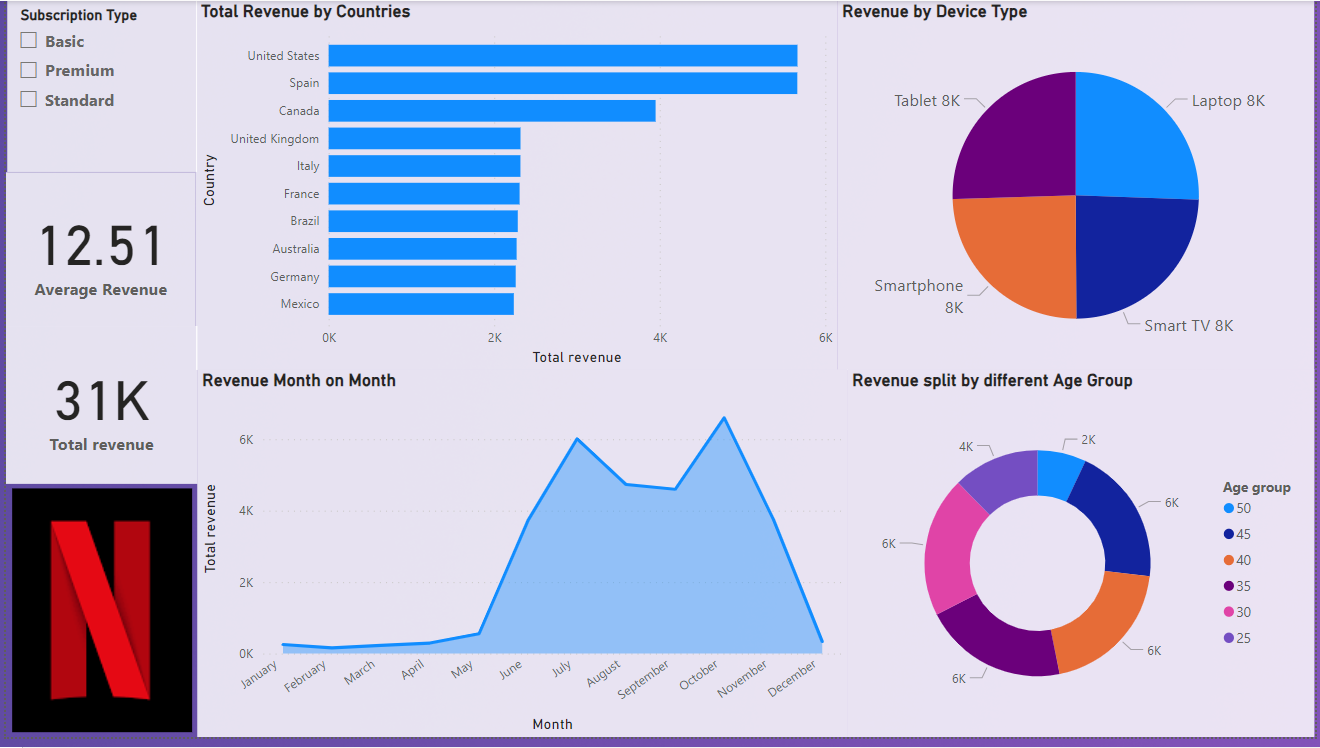 Subscription Type
Basic
Premium
Standard
12.51
Average Revenue
31K
Total revenue
Total Revenue by Countries
Country
United States
Spain
Canada
United Kingdom
Italy
France
Brazil
Australia
Germany
Mexico
0K 2K 4K 6K
Total revenue
Revenue by Device Type
Tablet 8K
Laptop 8K
Smartphone
8K
Smart TV 8K
Revenue Month on Month
Total revenue
6K
4K
2K
0K
January February March April May June July August September October November December
Month
Revenue split by different Age Group
4K
2K
6K
6K
6K
6K
Age group
50
45
40
35
30
25